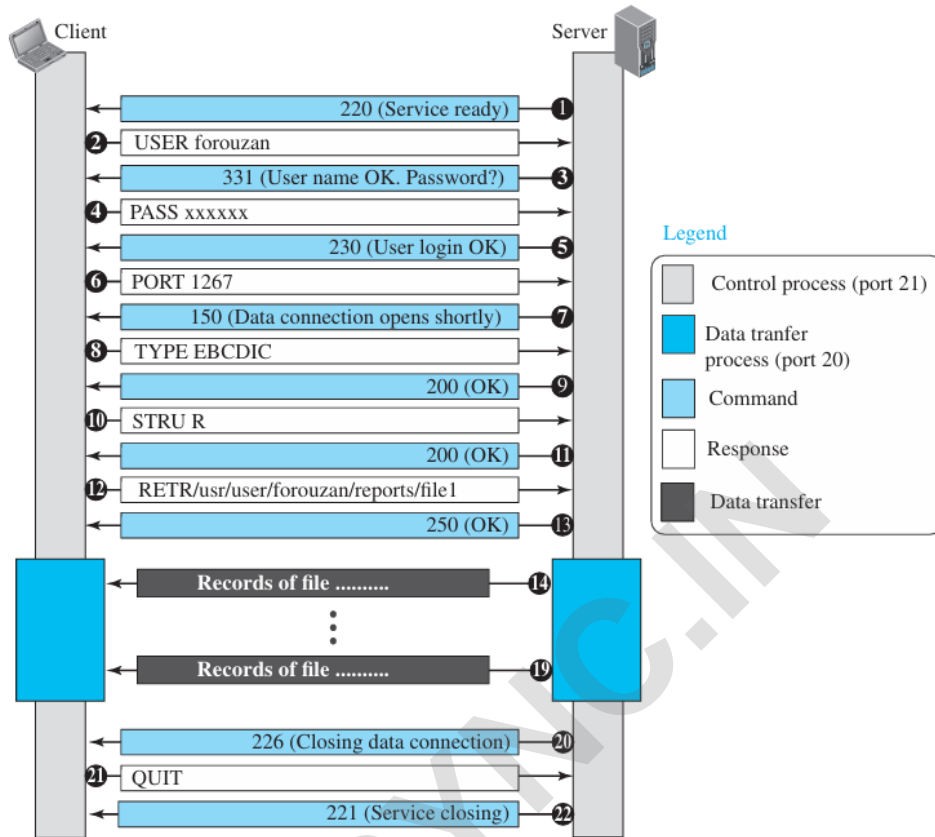 Client
Server
220 (Service ready)
1
2
USER forouzan
331 (User name OK. Password?)
3
4
PASS xxxxxx
230 (User login OK)
5
6
PORT 1267
150 (Data connection opens shortly)
7
8
TYPE EBCDIC
200 (OK)
9
10
STRU R
200 (OK)
11
12
RETR/usr/user/forouzan/reports/file1
250 (OK)
13
Records of file ..........
14
Records of file ..........
19
226 (Closing data connection)
20
21
QUIT
221 (Service closing)
22
Legend
Control process (port 21)
Data tranfer
process (port 20)
Command
Response
Data transfer
YNC.IN